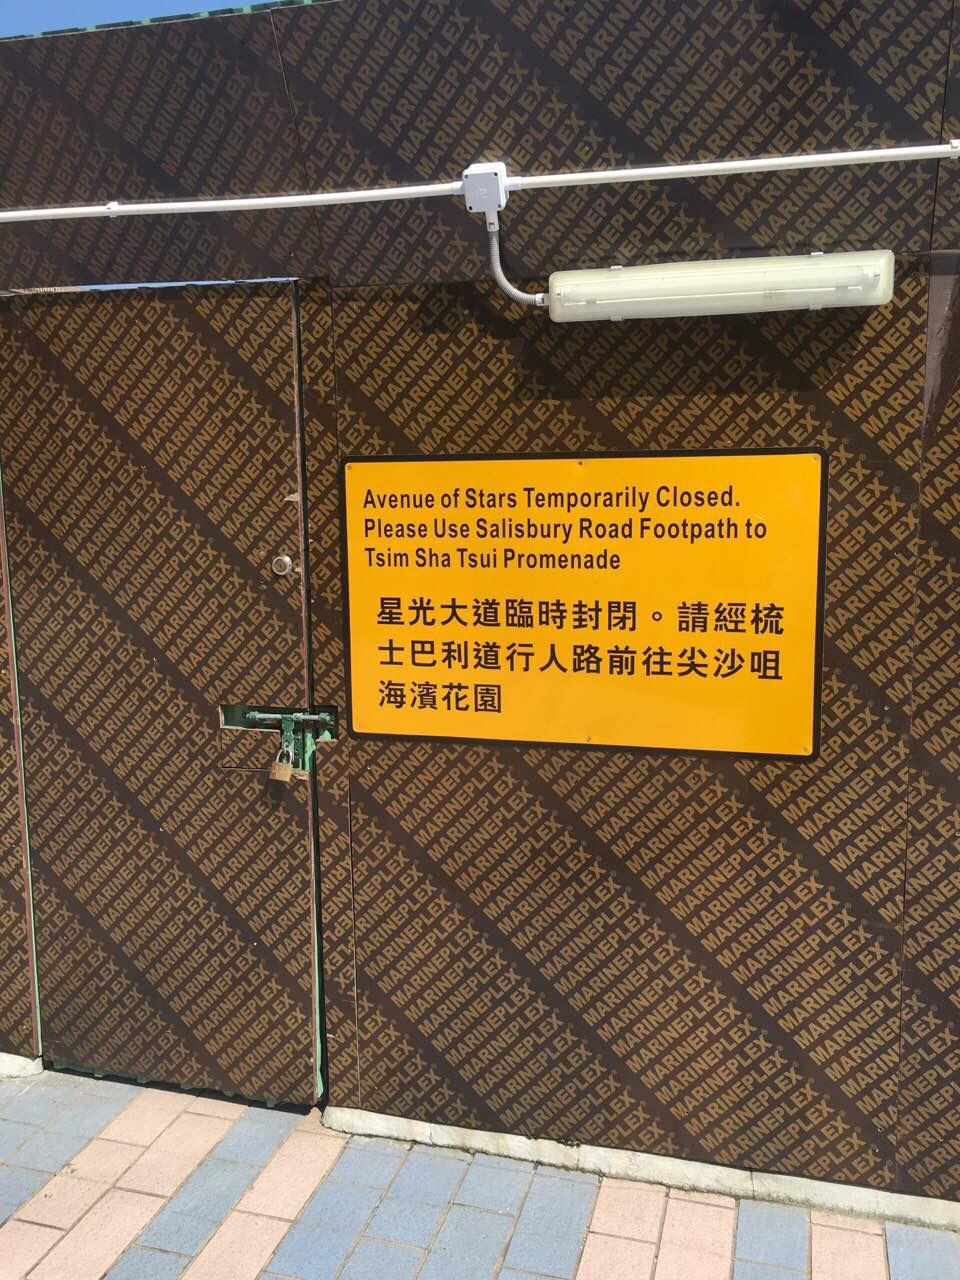 Avenue of Stars Temporarily Closed.
Please Use Salisbury Road Footpath to
Tsim Sha Tsui Promenade
星光大道臨時封閉。請經梳
士巴利道行人路前往尖沙咀
海濱花園
MARINEPLEX